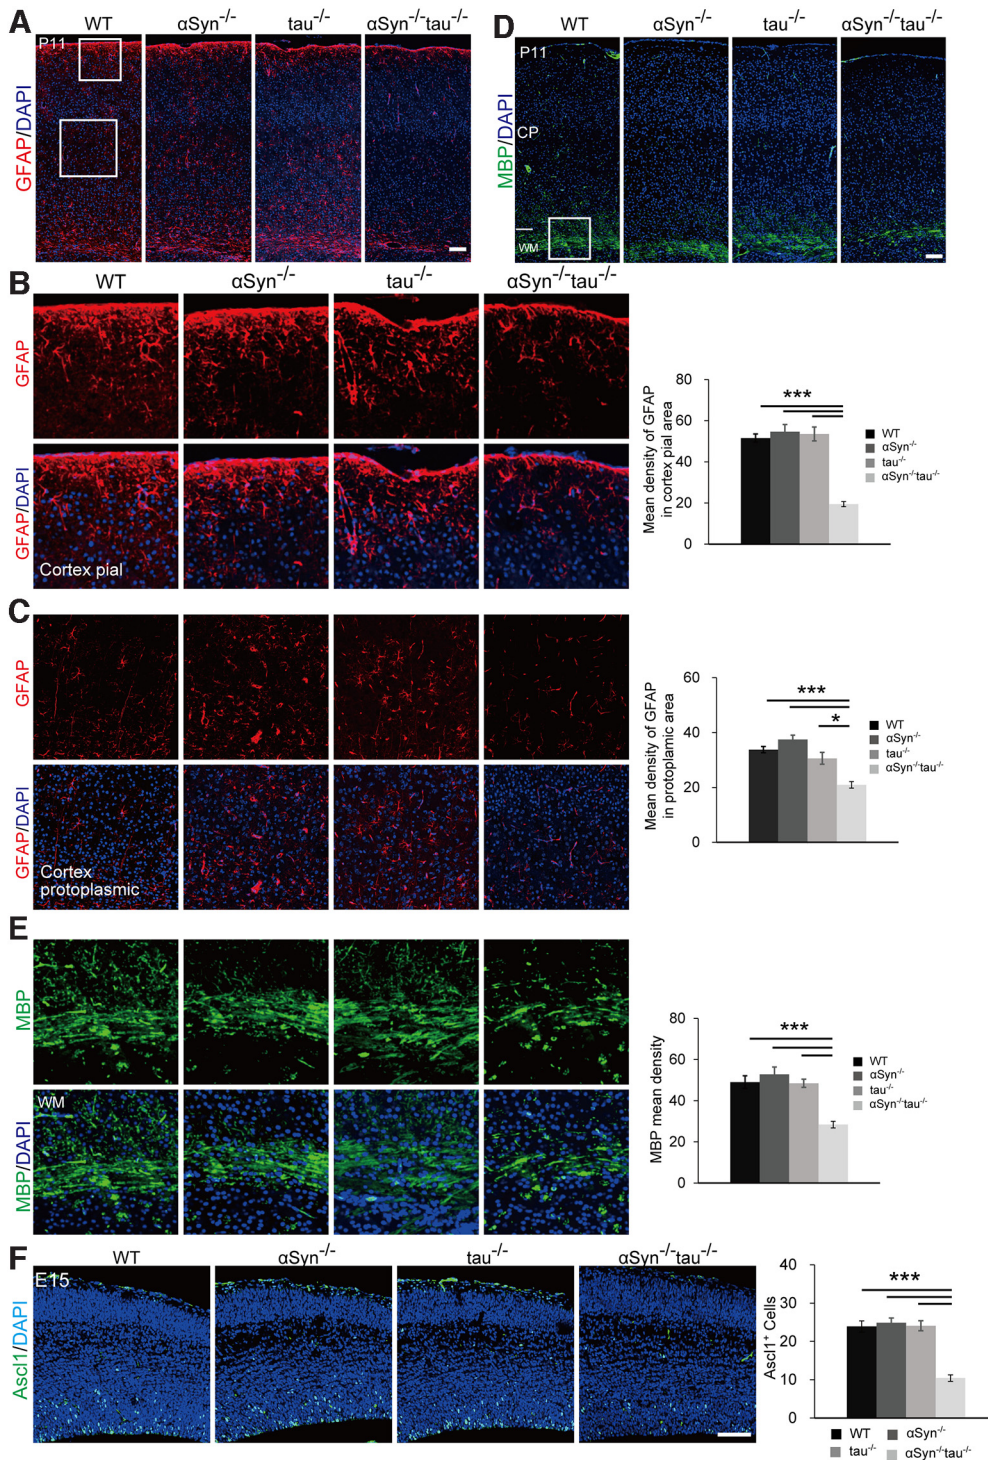 A
WT
αSyn-/-
tau-/-
αSyn-/-tau-/-
P11
GFAP/DAPI
D
WT
αSyn-/-
tau-/-
αSyn-/-tau-/-
P11
CP
WM
MBP/DAPI
B
WT
αSyn-/-
tau-/-
αSyn-/-tau-/-
GFAP
GFAP/DAPI
Cortex pial
Mean density of GFAP
in cortex pial area
80
60
40
20
0
***
WT
αSyn-/-
tau-/-
αSyn-/-tau-/-
C
GFAP
GFAP/DAPI
Cortex
protoplasmic
Mean density of GFAP
in protoplamic area
60
40
20
0
***
*
WT
αSyn-/-
tau-/-
αSyn-/-tau-/-
E
MBP
MBP/DAPI
WM
MBP mean density
80
60
40
20
0
***
WT
αSyn-/-
tau-/-
αSyn-/-tau-/-
F
WT
αSyn-/-
tau-/-
αSyn-/-tau-/-
E15
Ascl1/DAPI
Ascl1+ Cells
40
30
20
10
0
***
WT
αSyn-/-
tau-/-
αSyn-/-tau-/-